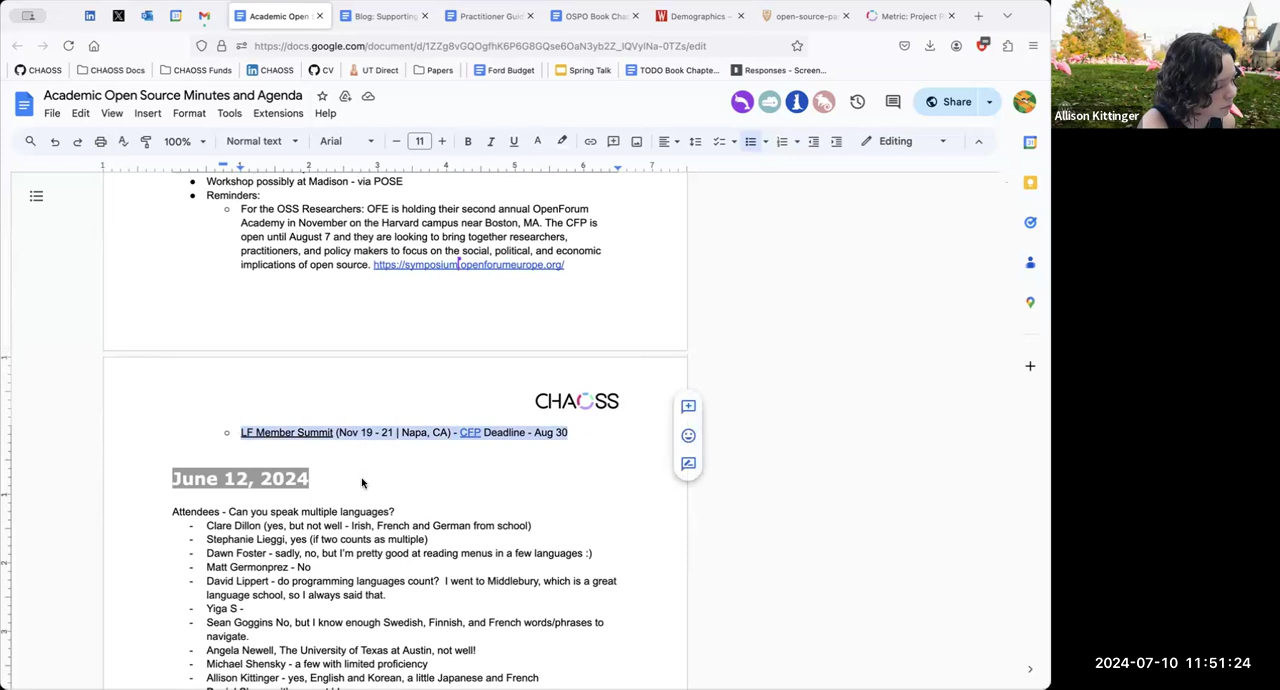 Academic Open S
Blog: Supporting
Practitioner Gui
OSPO Book Cha
Demographics –
open-source-pa
Metric: Project P
https://docs.google.com/document/d/1ZZg8vGQOgfhK6P6G8GQse6OaN3yb2Z_lQVylNa-0TZs/edit
CHAOSS
CHAOSS Docs
CHAOSS Funds
CHAOSS
CV
UT Direct
Papers
Ford Budget
Spring Talk
TODO Book Chapte...
Responses - Screen...
Academic Open Source Minutes and Agenda
File Edit View Insert Format Tools Extensions Help
Share
100%
Normal text
Arial
11
B I U A
Editing
1 1 2 3 4 5 6 7
Workshop possibly at Madison - via POSE
Reminders:
For the OSS Researchers: OFE is holding their second annual OpenForum
Academy in November on the Harvard campus near Boston, MA. The CFP is
open until August 7 and they are looking to bring together researchers,
practitioners, and policy makers to focus on the social, political, and economic
implications of open source. https://symposium.openforumeurope.org/
CHAOSS
LF Member Summit (Nov 19 - 21 | Napa, CA) - CFP Deadline - Aug 30
June 12, 2024
Attendees - Can you speak multiple languages?
- Clare Dillon (yes, but not well - Irish, French and German from school)
- Stephanie Lieggi, yes (if two counts as multiple)
- Dawn Foster - sadly, no, but I'm pretty good at reading menus in a few languages :)
- Matt Germonprez - No
- David Lippert - do programming languages count? I went to Middlebury, which is a great
language school, so I always said that.
- Yiga S -
- Sean Goggins No, but I know enough Swedish, Finnish, and French words/phrases to
navigate.
- Angela Newell, The University of Texas at Austin, not well!
- Michael Shensky - a few with limited proficiency
- Allison Kittinger - yes, English and Korean, a little Japanese and French
Allison Kittinger
2024-07-10 11:51:24